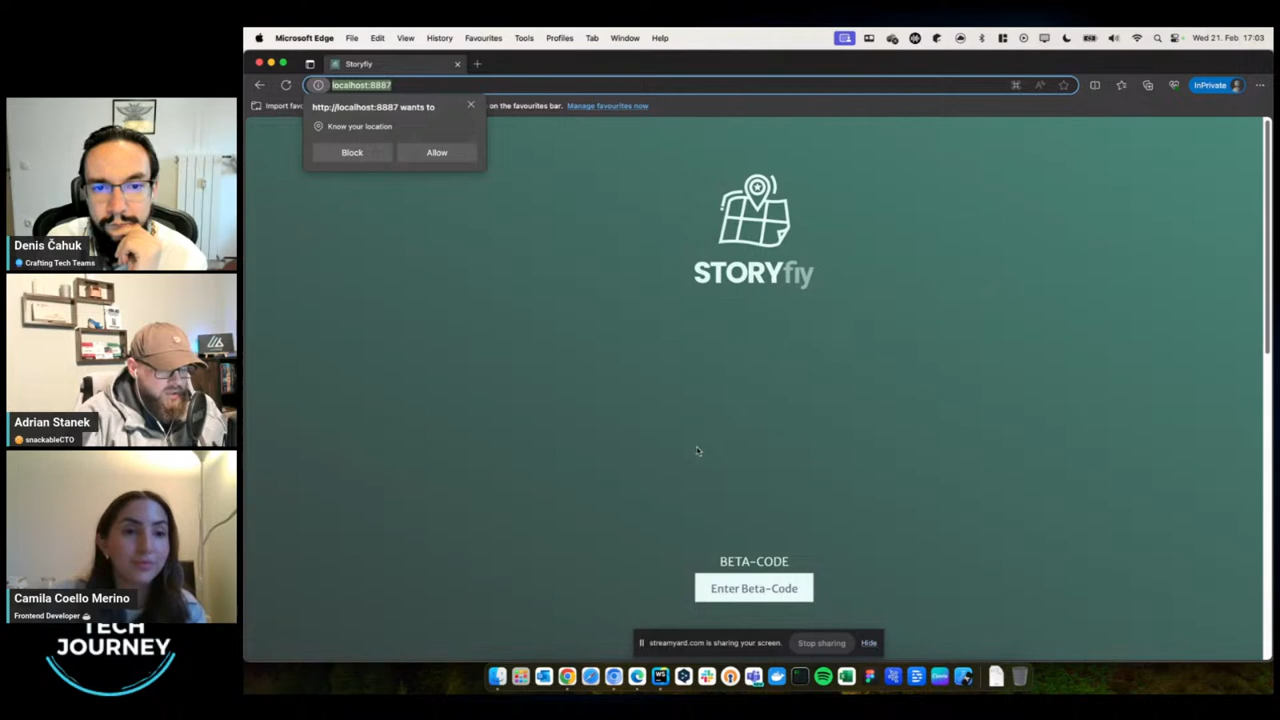 Microsoft Edge File Edit View History Favourites Tools Profiles Tab Window Help Wed 21. Feb 17:03
Storyfiy
localhost:8887
InPrivate
Import favo
on the favourites bar. Manage favourites now
http://localhost:8887 wants to
Know your location
Block Allow
STORYfiy
BETA-CODE
Enter Beta-Code
streamyard.com is sharing your screen. Stop sharing Hide
Denis Čahuk
Crafting Tech Teams
Adrian Stanek
snackableCTO
Camila Coello Merino
Frontend Developer
TECH
JOURNEY